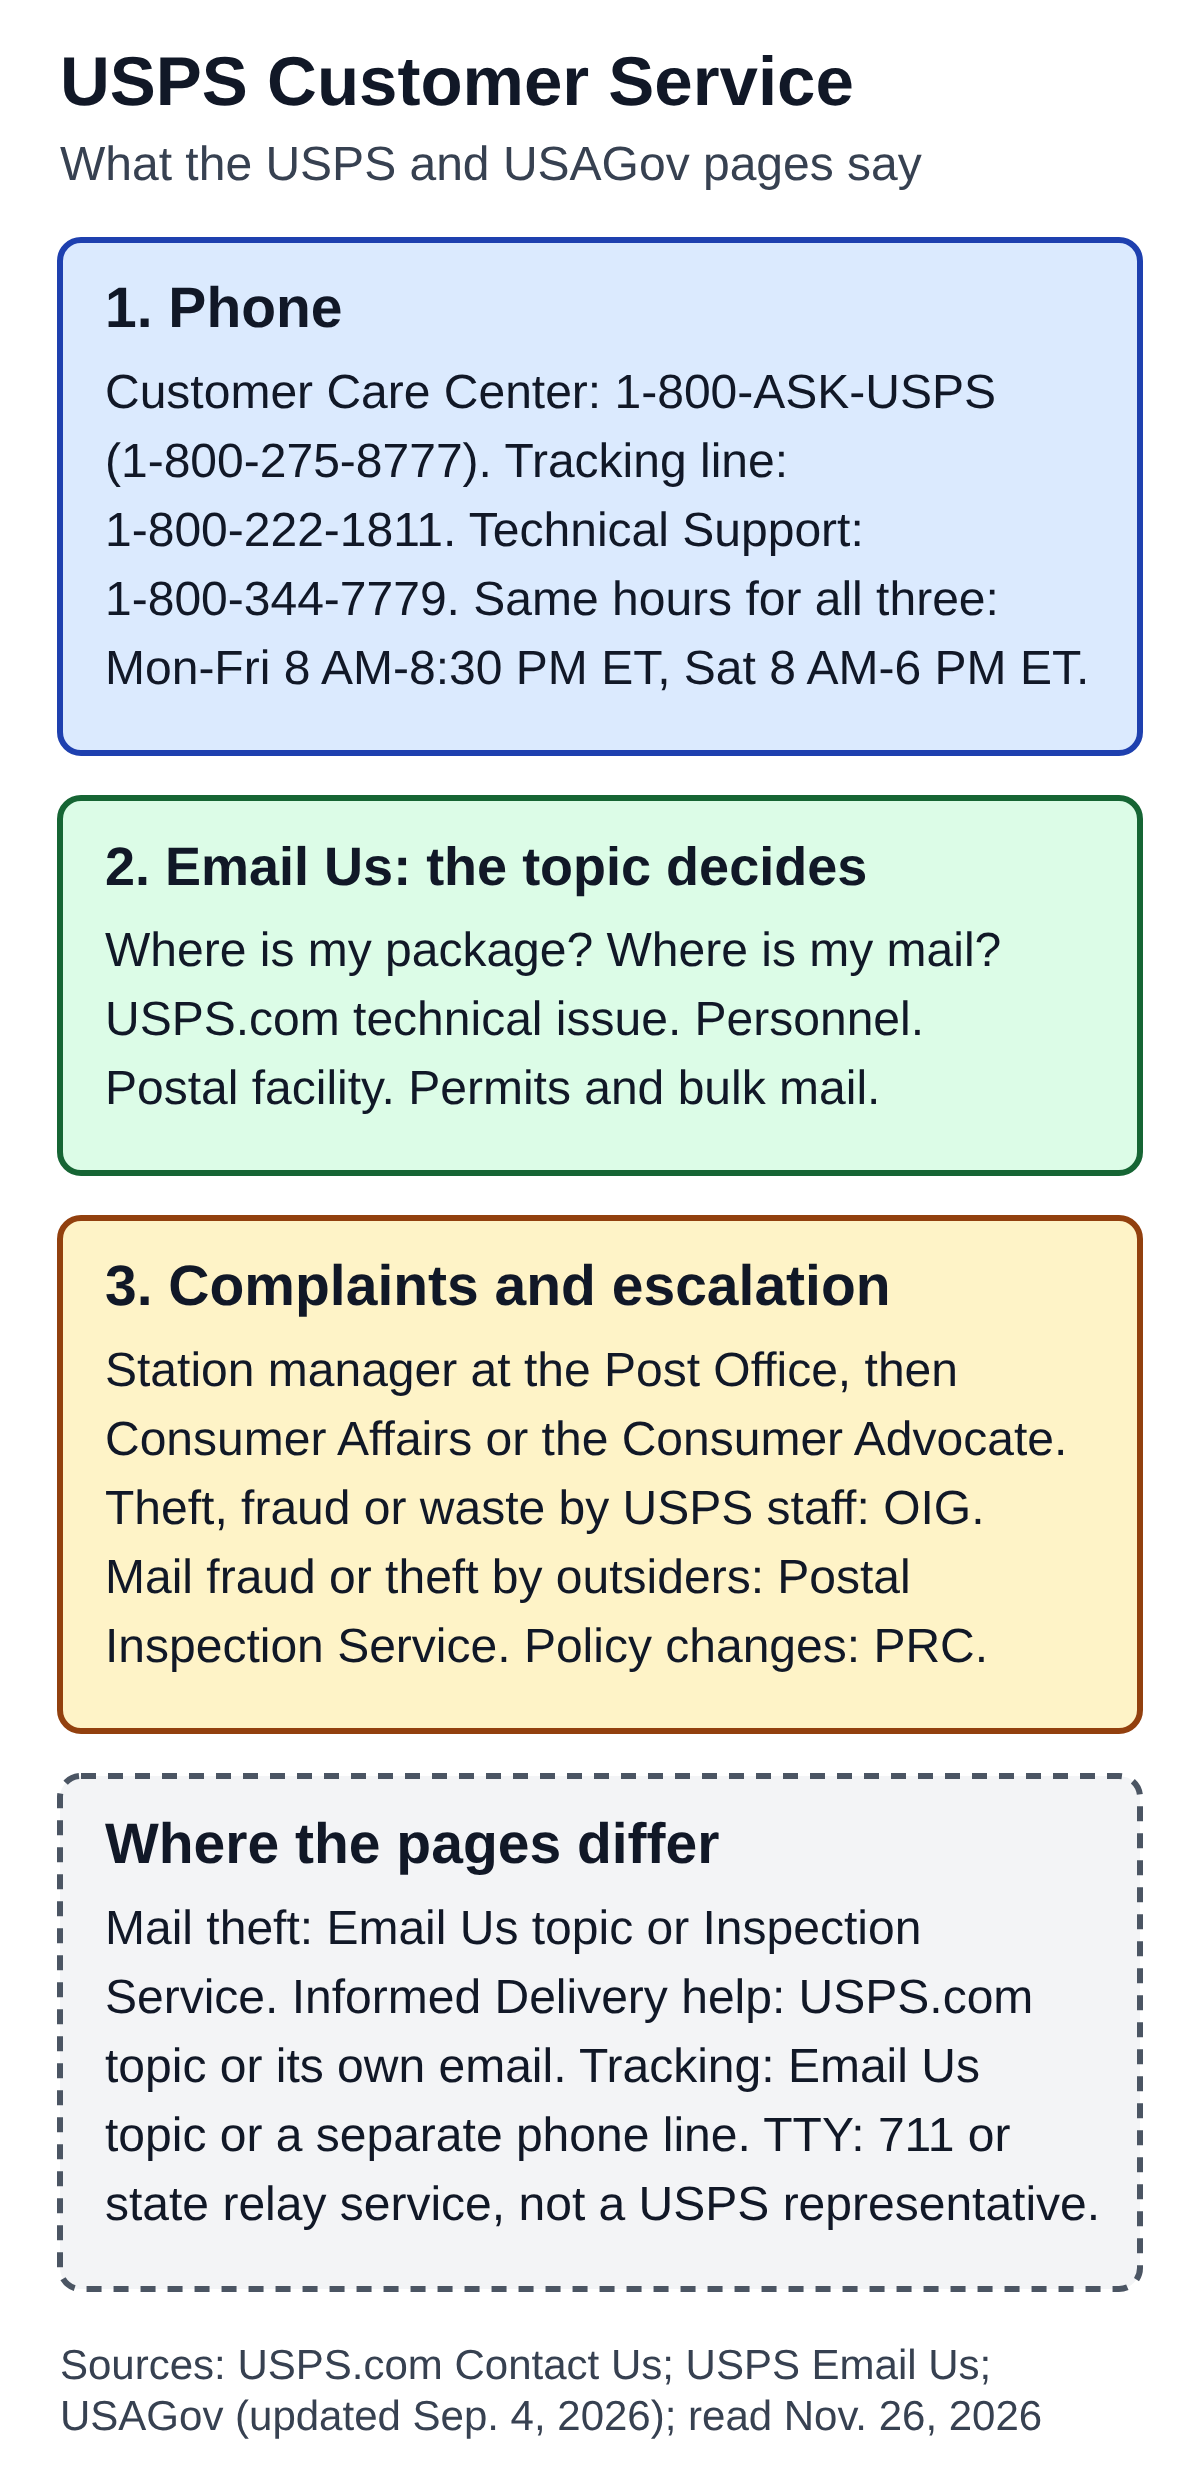 USPS Customer Service
What the USPS and USAGov pages say
1. Phone
Customer Care Center: 1-800-ASK-USPS
(1-800-275-8777). Tracking line:
1-800-222-1811. Technical Support:
1-800-344-7779. Same hours for all three:
Mon-Fri 8 AM-8:30 PM ET, Sat 8 AM-6 PM ET.
2. Email Us: the topic decides
Where is my package? Where is my mail?
USPS.com technical issue. Personnel.
Postal facility. Permits and bulk mail.
3. Complaints and escalation
Station manager at the Post Office, then
Consumer Affairs or the Consumer Advocate.
Theft, fraud or waste by USPS staff: OIG.
Mail fraud or theft by outsiders: Postal
Inspection Service. Policy changes: PRC.
Where the pages differ
Mail theft: Email Us topic or Inspection
Service. Informed Delivery help: USPS.com
topic or its own email. Tracking: Email Us
topic or a separate phone line. TTY: 711 or
state relay service, not a USPS representative.
Sources: USPS.com Contact Us; USPS Email Us;
USAGov (updated Sep. 4, 2026); read Nov. 26, 2026